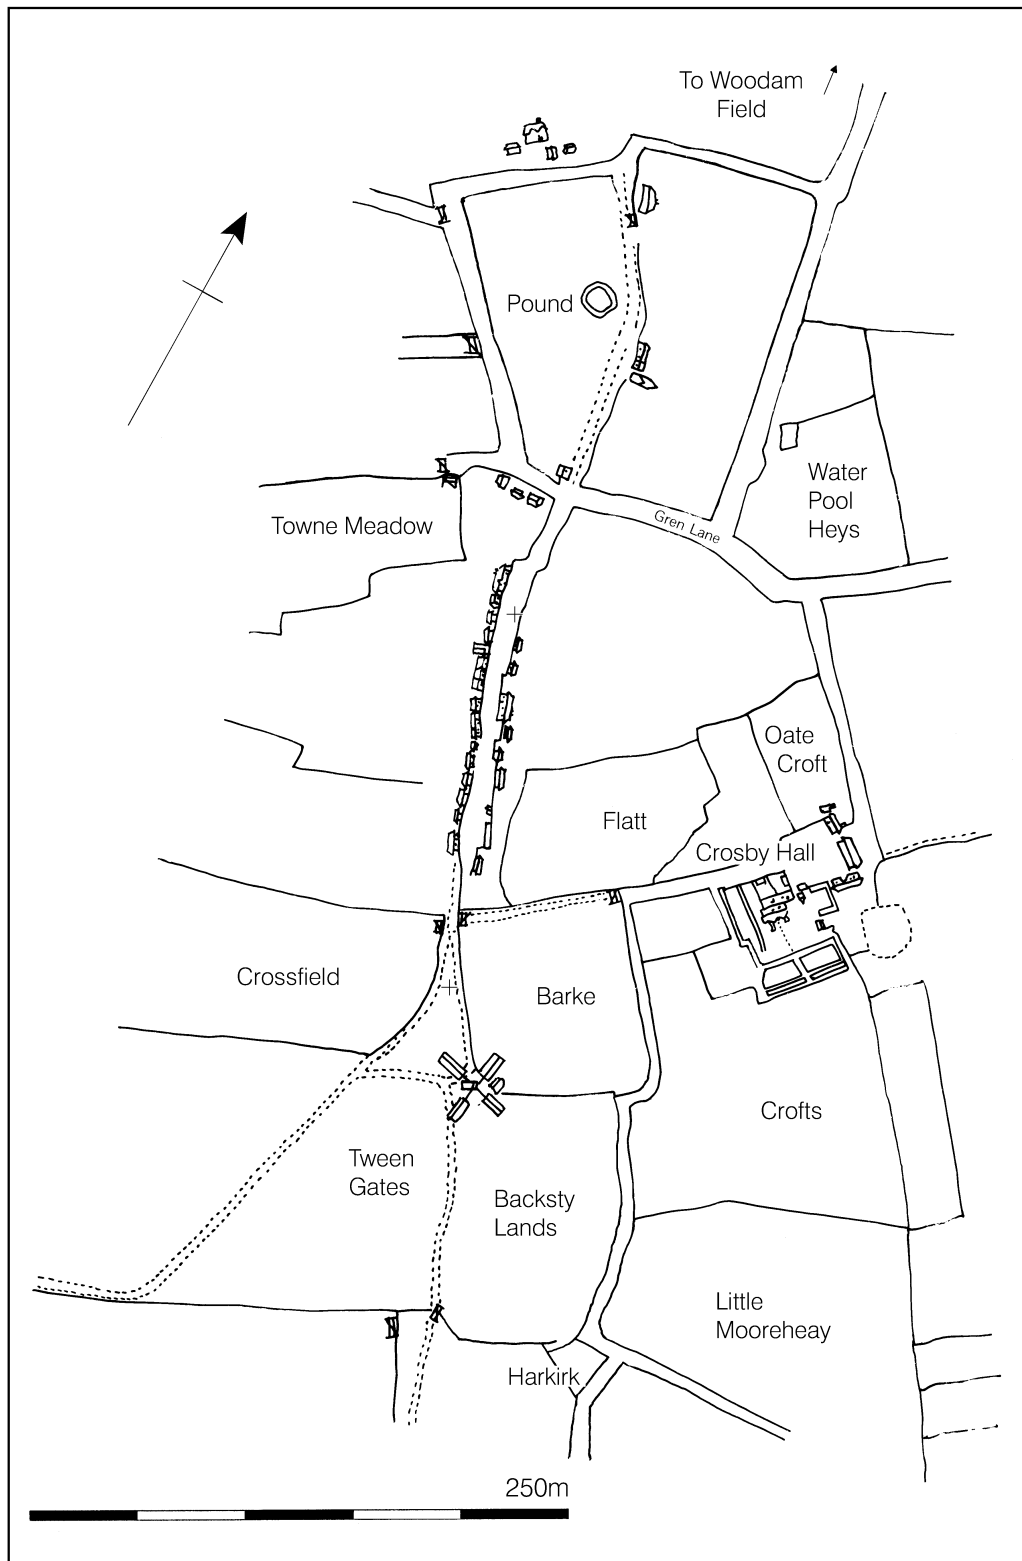 To Woodam
Field
Pound
Water
Pool
Heys
Towne Meadow
Gren Lane
Oate
Croft
Flatt
Crosby Hall
Crossfield
Barke
Crofts
Tween
Gates
Backsty
Lands
Little
Mooreheay
Harkirk
250m